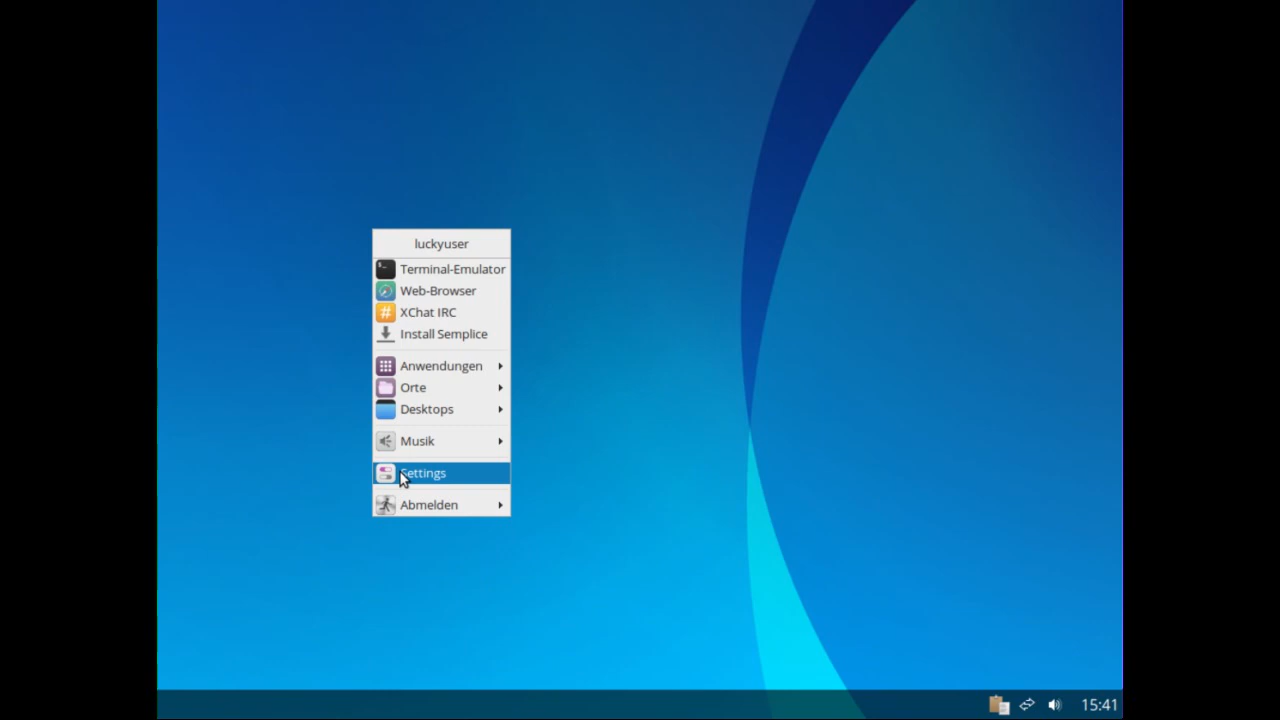 luckyuser
Terminal-Emulator
Web-Browser
XChat IRC
Install Semplice
Anwendungen
Orte
Desktops
Musik
Settings
Abmelden
15:41